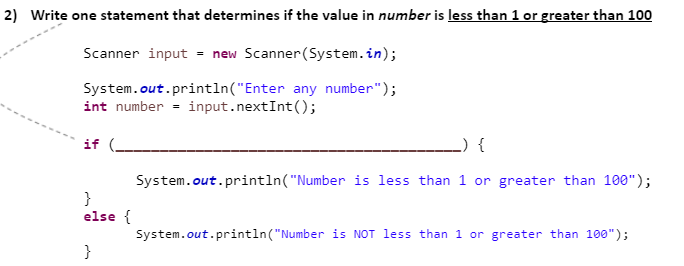 2) Write one statement that determines if the value in number is less than 1 or greater than 100
Scanner input = new Scanner(System.in);
System.out.println("Enter any number");
int number = input.nextInt();
if (________________________________________) {
System.out.println("Number is less than 1 or greater than 100");
}
else {
System.out.println("Number is NOT less than 1 or greater than 100");
}